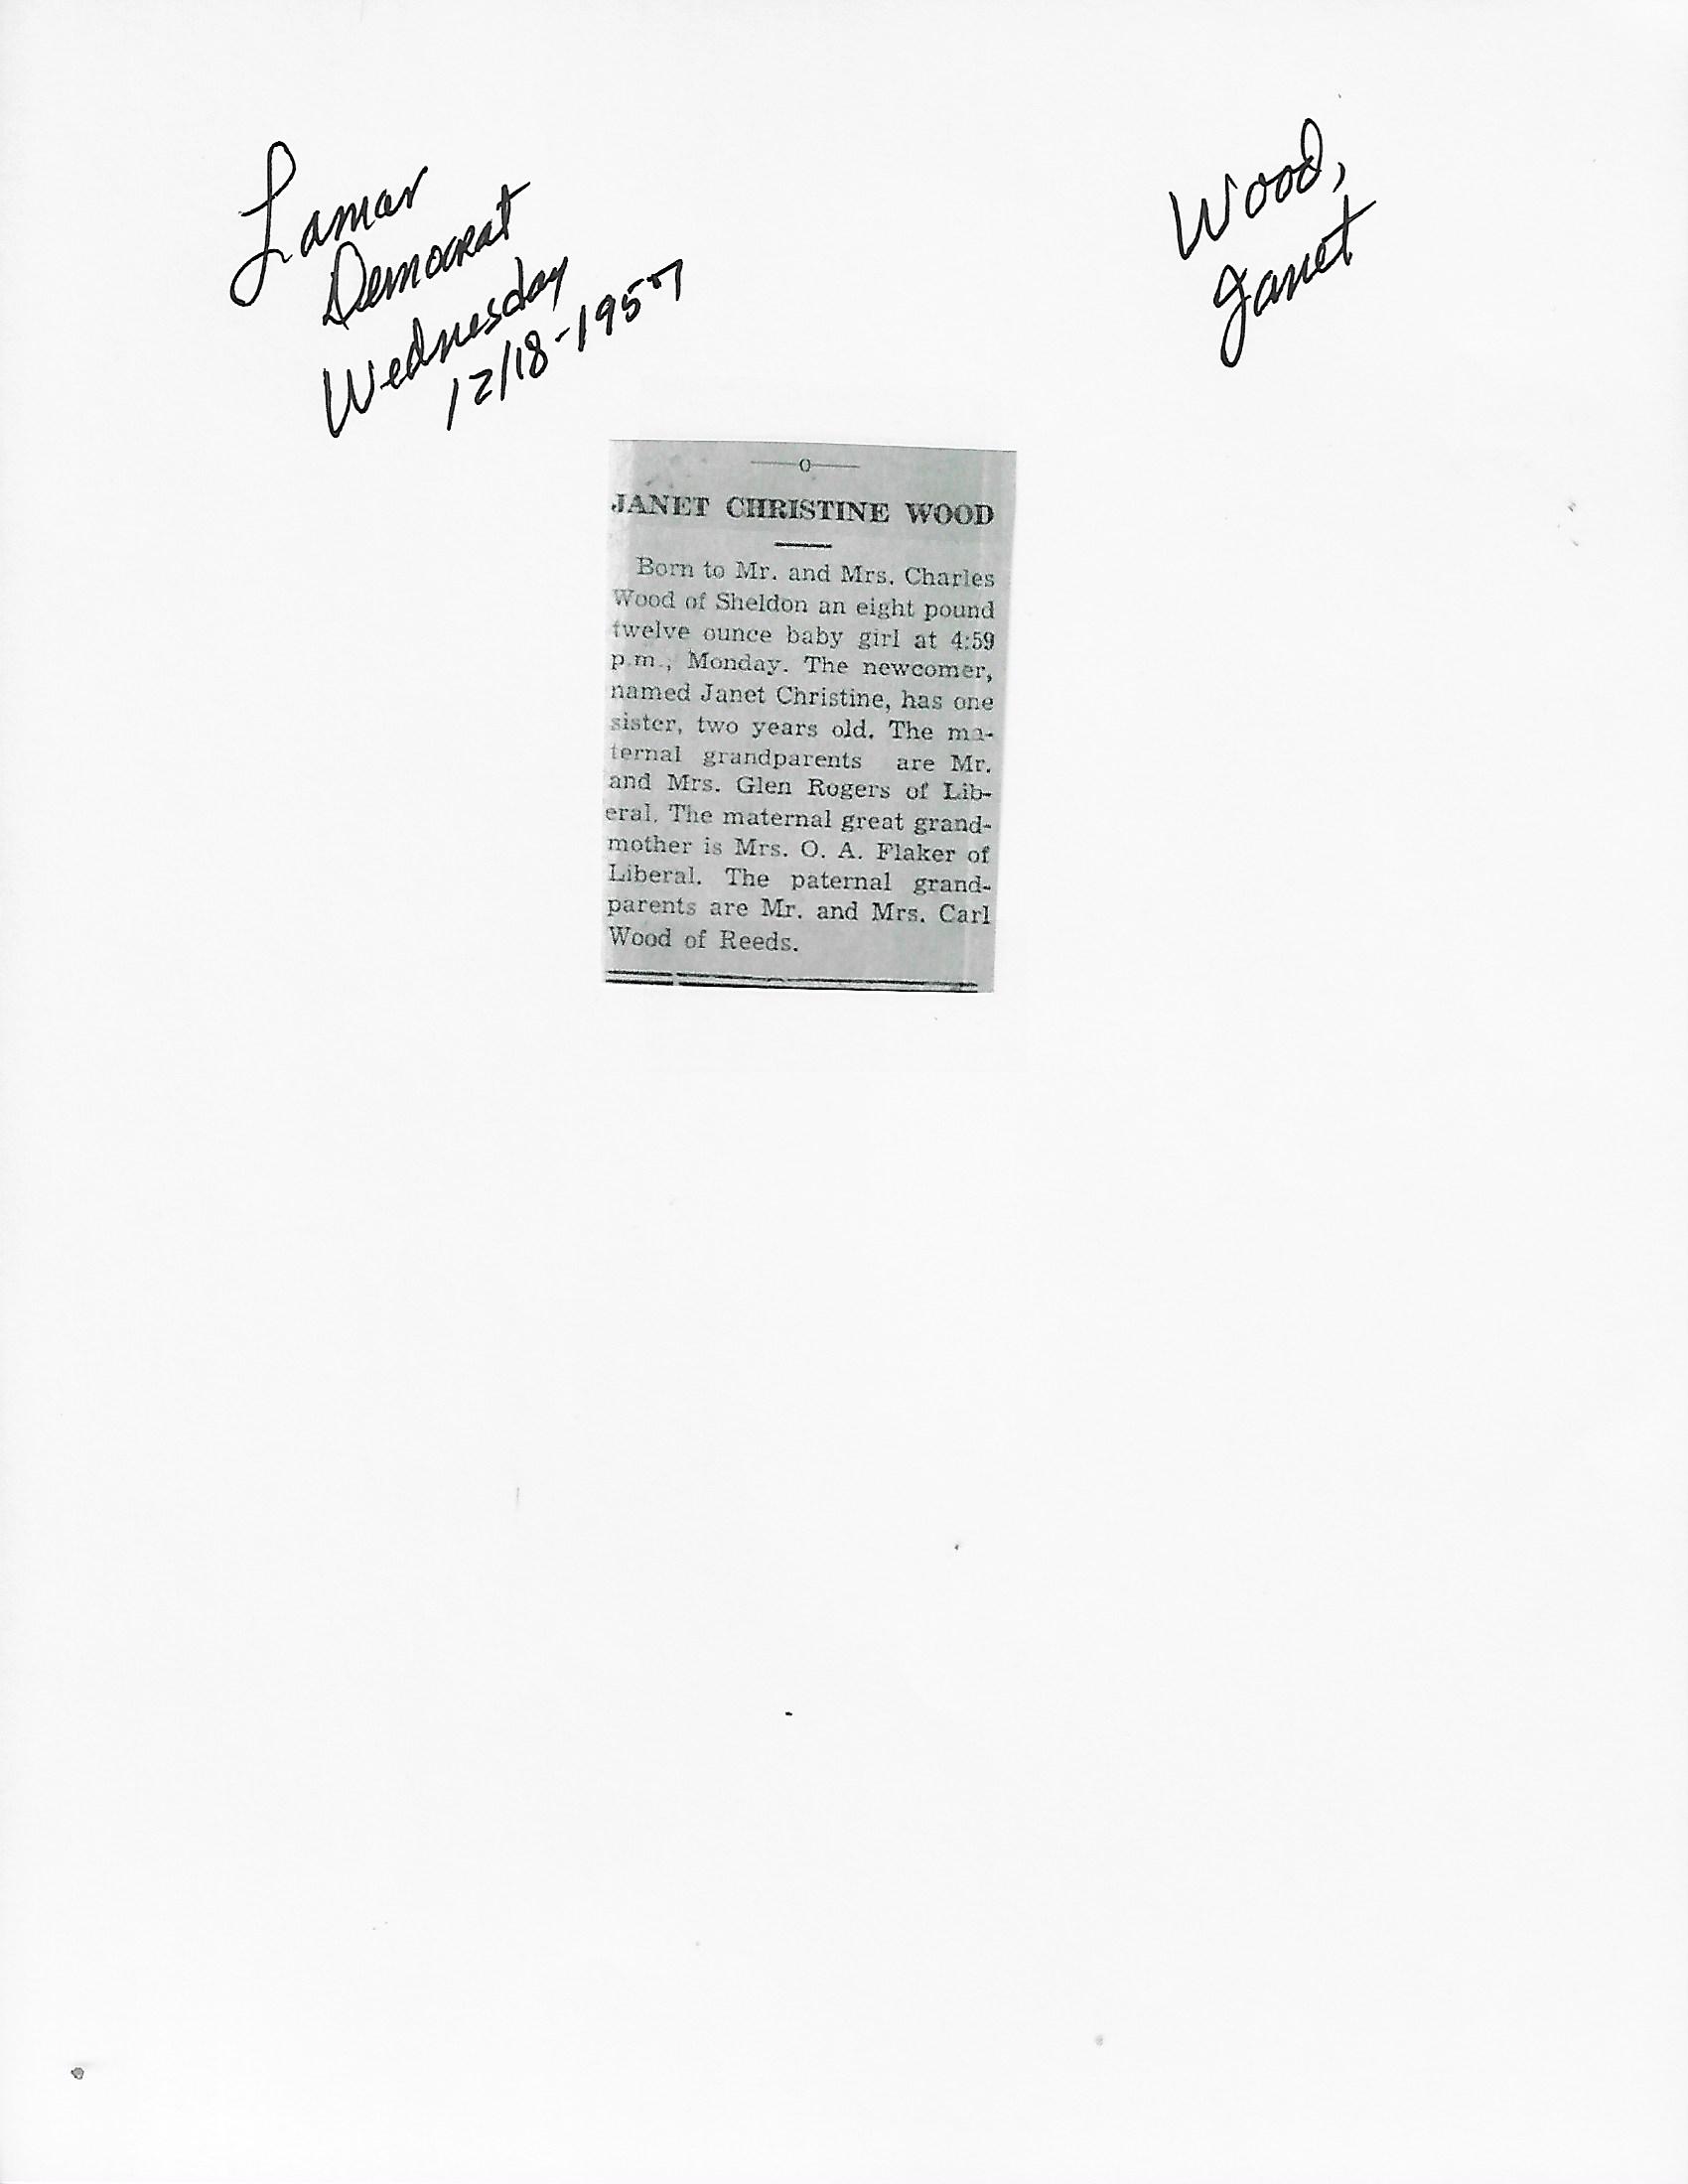 Lamar
Democrat
Wednesday
12/18-1957
Wood,
Janet
—o—
JANET CHRISTINE WOOD
Born to Mr. and Mrs. Charles
Wood of Sheldon an eight pound
twelve ounce baby girl at 4:59
p.m., Monday. The newcomer,
named Janet Christine, has one
sister, two years old. The ma-
ternal grandparents are Mr.
and Mrs. Glen Rogers of Lib-
eral. The maternal great grand-
mother is Mrs. O. A. Flaker of
Liberal. The paternal grand-
parents are Mr. and Mrs. Carl
Wood of Reeds.